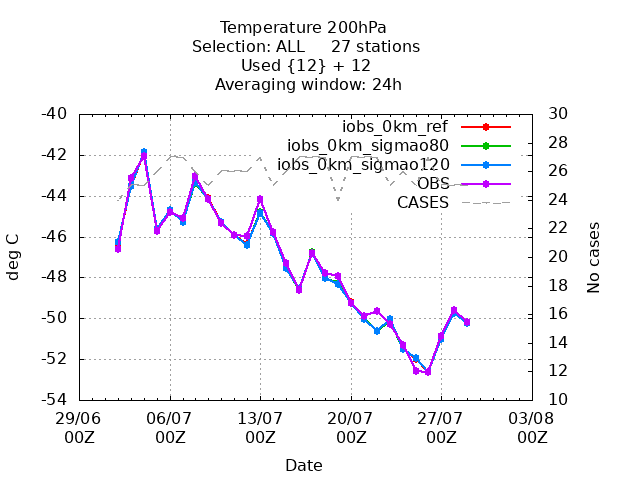 Temperature 200hPa
Selection: ALL     27 stations
Used {12} + 12
Averaging window: 24h
-40
-42
-44
-46
-48
-50
-52
-54
deg C
30
28
26
24
22
20
18
16
14
12
10
No cases
iobs_0km_ref
iobs_0km_sigmao80
iobs_0km_sigmao120
OBS
CASES
29/06 06/07 13/07 20/07 27/07 03/08
00Z 00Z 00Z 00Z 00Z 00Z
Date